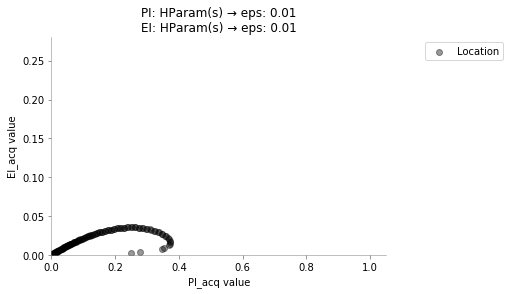 PI: HParam(s) → eps: 0.01
EI: HParam(s) → eps: 0.01
Location
EI_acq value
0.25
0.20
0.15
0.10
0.05
0.00
0.0 0.2 0.4 0.6 0.8 1.0
PI_acq value